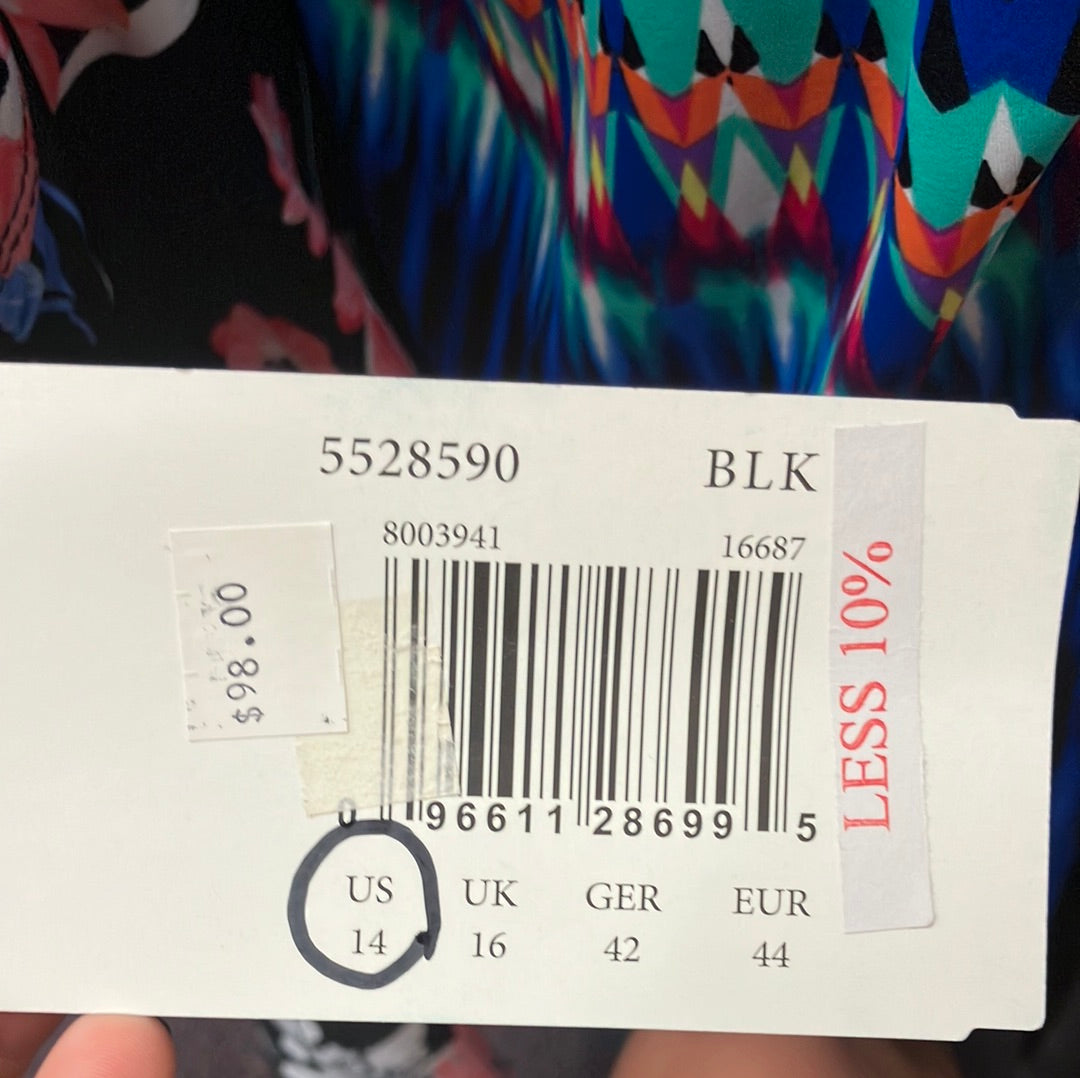 5528590 BLK
8003941 16687
$98.00
LESS 10%
0 96611 28699 5
US UK GER EUR
14 16 42 44